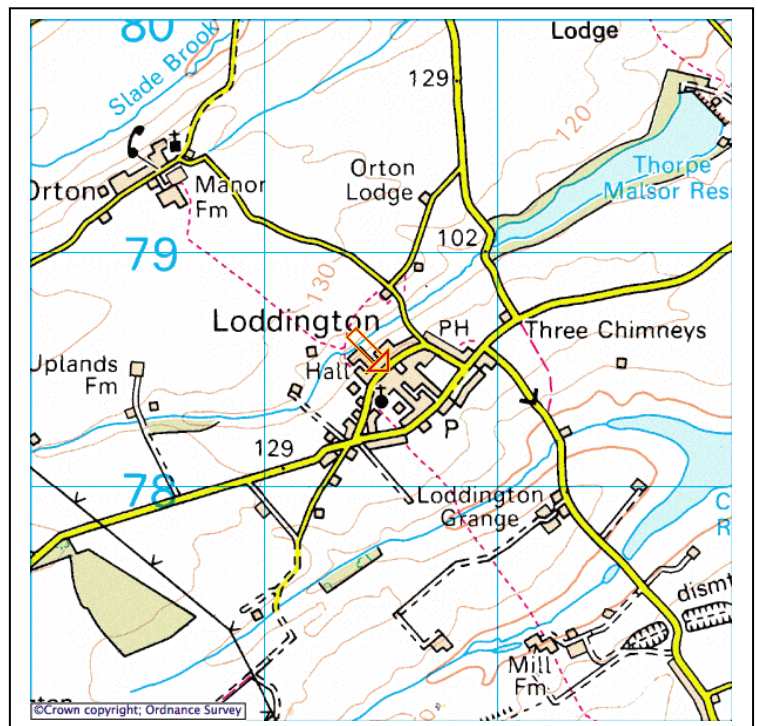 80
Lodge
Slade Brook
129
120
Orton
Lodge
Thorpe
Malsor Res
Orton
Manor
Fm
102
79
130
Loddington
PH
Three Chimneys
Uplands
Fm
Hall
P
129
78
Loddington
Grange
C
R
dismt
Mill
Fm
©Crown copyright; Ordnance Survey